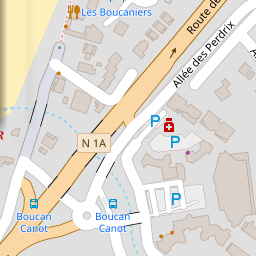 Les Boucaniers
Route de
Allée des Perdrix
P
P
R
N 1A
P
Boucan
Canot
Boucan
Canot